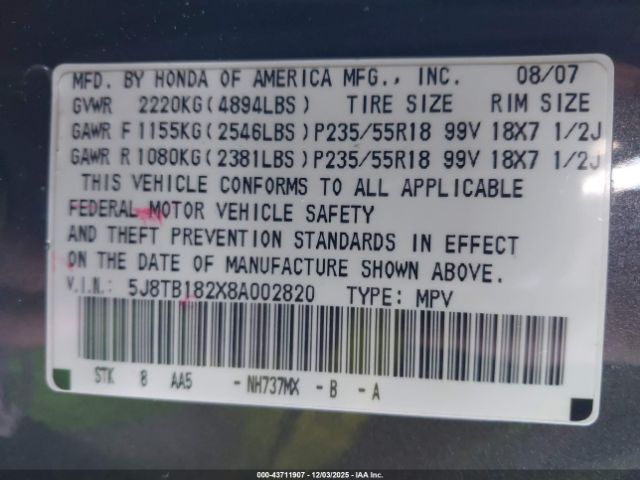 MFD. BY HONDA OF AMERICA MFG., INC. 08/07
GVWR 2220KG(4894LBS) TIRE SIZE RIM SIZE
GAWR F 1155KG(2546LBS) P235/55R18 99V 18X7 1/2J
GAWR R 1080KG(2381LBS) P235/55R18 99V 18X7 1/2J
THIS VEHICLE CONFORMS TO ALL APPLICABLE
FEDERAL MOTOR VEHICLE SAFETY
AND THEFT PREVENTION STANDARDS IN EFFECT
ON THE DATE OF MANUFACTURE SHOWN ABOVE.
V.I.N.: 5J8TB182X8A002820 TYPE: MPV
STK 8 AA5 -NH737MX -B -A
000-43711907 - 12/03/2025 - IAA Inc.